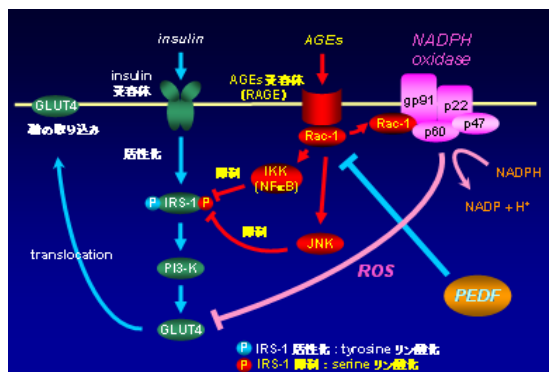 insulin
AGEs
NADPH
oxidase
insulin
受容体
AGEs受容体
(RAGE)
gp91
p22
GLUT4
Rac-1
Rac-1
p60
p47
糖の取り込み
活性化
抑制
IKK
(NFκB)
NADPH
NADP + H+
P
IRS-1
P
抑制
JNK
translocation
PI3-K
ROS
PEDF
GLUT4
P IRS-1 活性化 : tyrosine リン酸化
P IRS-1 抑制 : serine リン酸化